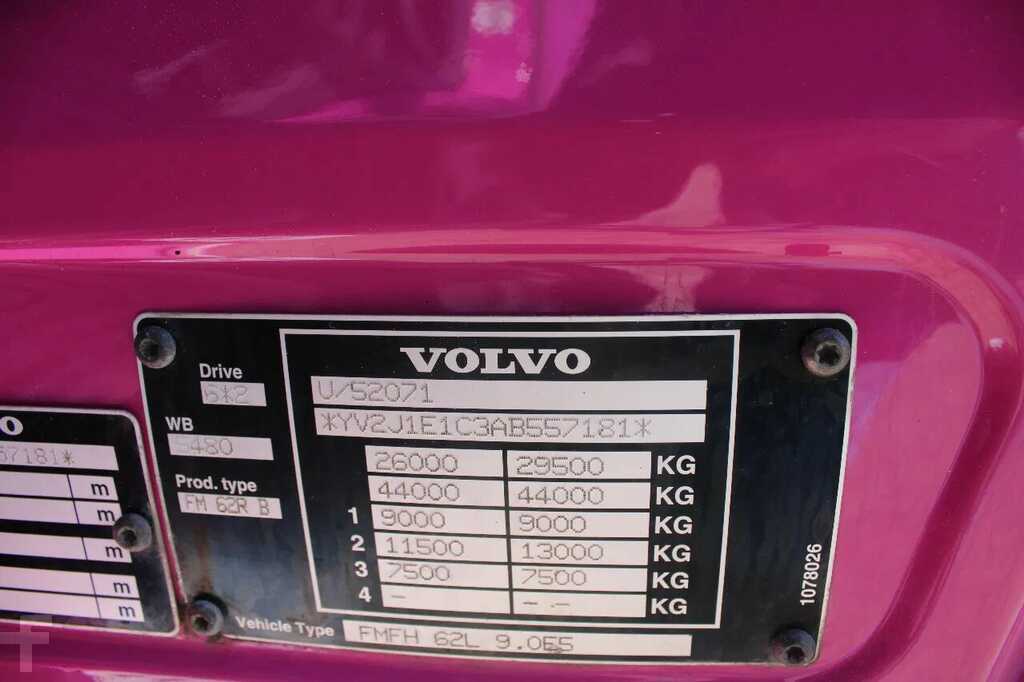 VOLVO
Drive
6*2
U/52071
*YV2J1E1C3AB557181*
WB
5480
Prod. type
FM 62R B
26000 29500 KG
44000 44000 KG
1 9000 9000 KG
2 11500 13000 KG
3 7500 7500 KG
4 - - .- KG
Vehicle Type FMFH 62L 9.0E5
1078026
O
57181*
m
m
m
m
m
F